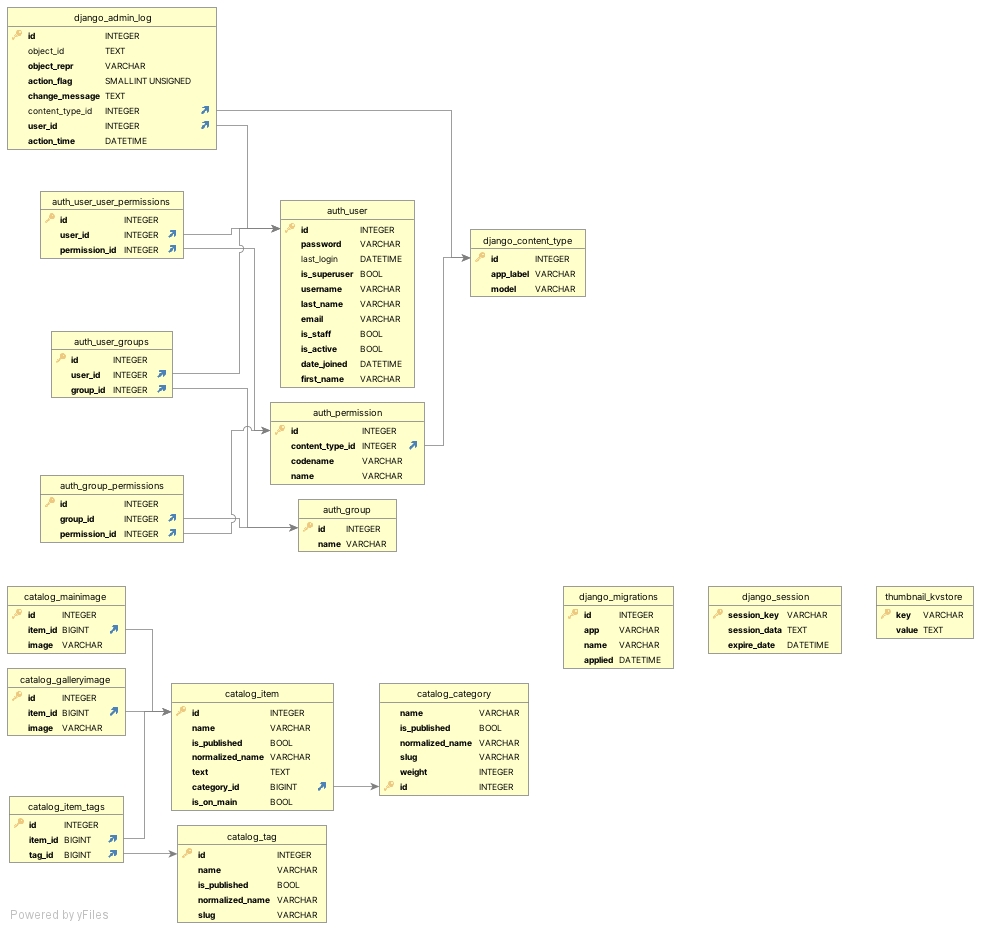 django_admin_log
id INTEGER
object_id TEXT
object_repr VARCHAR
action_flag SMALLINT UNSIGNED
change_message TEXT
content_type_id INTEGER
user_id INTEGER
action_time DATETIME
auth_user_user_permissions
id INTEGER
user_id INTEGER
permission_id INTEGER
auth_user
id INTEGER
password VARCHAR
last_login DATETIME
is_superuser BOOL
username VARCHAR
last_name VARCHAR
email VARCHAR
is_staff BOOL
is_active BOOL
date_joined DATETIME
first_name VARCHAR
django_content_type
id INTEGER
app_label VARCHAR
model VARCHAR
auth_user_groups
id INTEGER
user_id INTEGER
group_id INTEGER
auth_permission
id INTEGER
content_type_id INTEGER
codename VARCHAR
name VARCHAR
auth_group_permissions
id INTEGER
group_id INTEGER
permission_id INTEGER
auth_group
id INTEGER
name VARCHAR
catalog_mainimage
id INTEGER
item_id BIGINT
image VARCHAR
django_migrations
id INTEGER
app VARCHAR
name VARCHAR
applied DATETIME
django_session
session_key VARCHAR
session_data TEXT
expire_date DATETIME
thumbnail_kvstore
key VARCHAR
value TEXT
catalog_galleryimage
id INTEGER
item_id BIGINT
image VARCHAR
catalog_item
id INTEGER
name VARCHAR
is_published BOOL
normalized_name VARCHAR
text TEXT
category_id BIGINT
is_on_main BOOL
catalog_category
name VARCHAR
is_published BOOL
normalized_name VARCHAR
slug VARCHAR
weight INTEGER
id INTEGER
catalog_item_tags
id INTEGER
item_id BIGINT
tag_id BIGINT
catalog_tag
id INTEGER
name VARCHAR
is_published BOOL
normalized_name VARCHAR
slug VARCHAR
Powered by yFiles